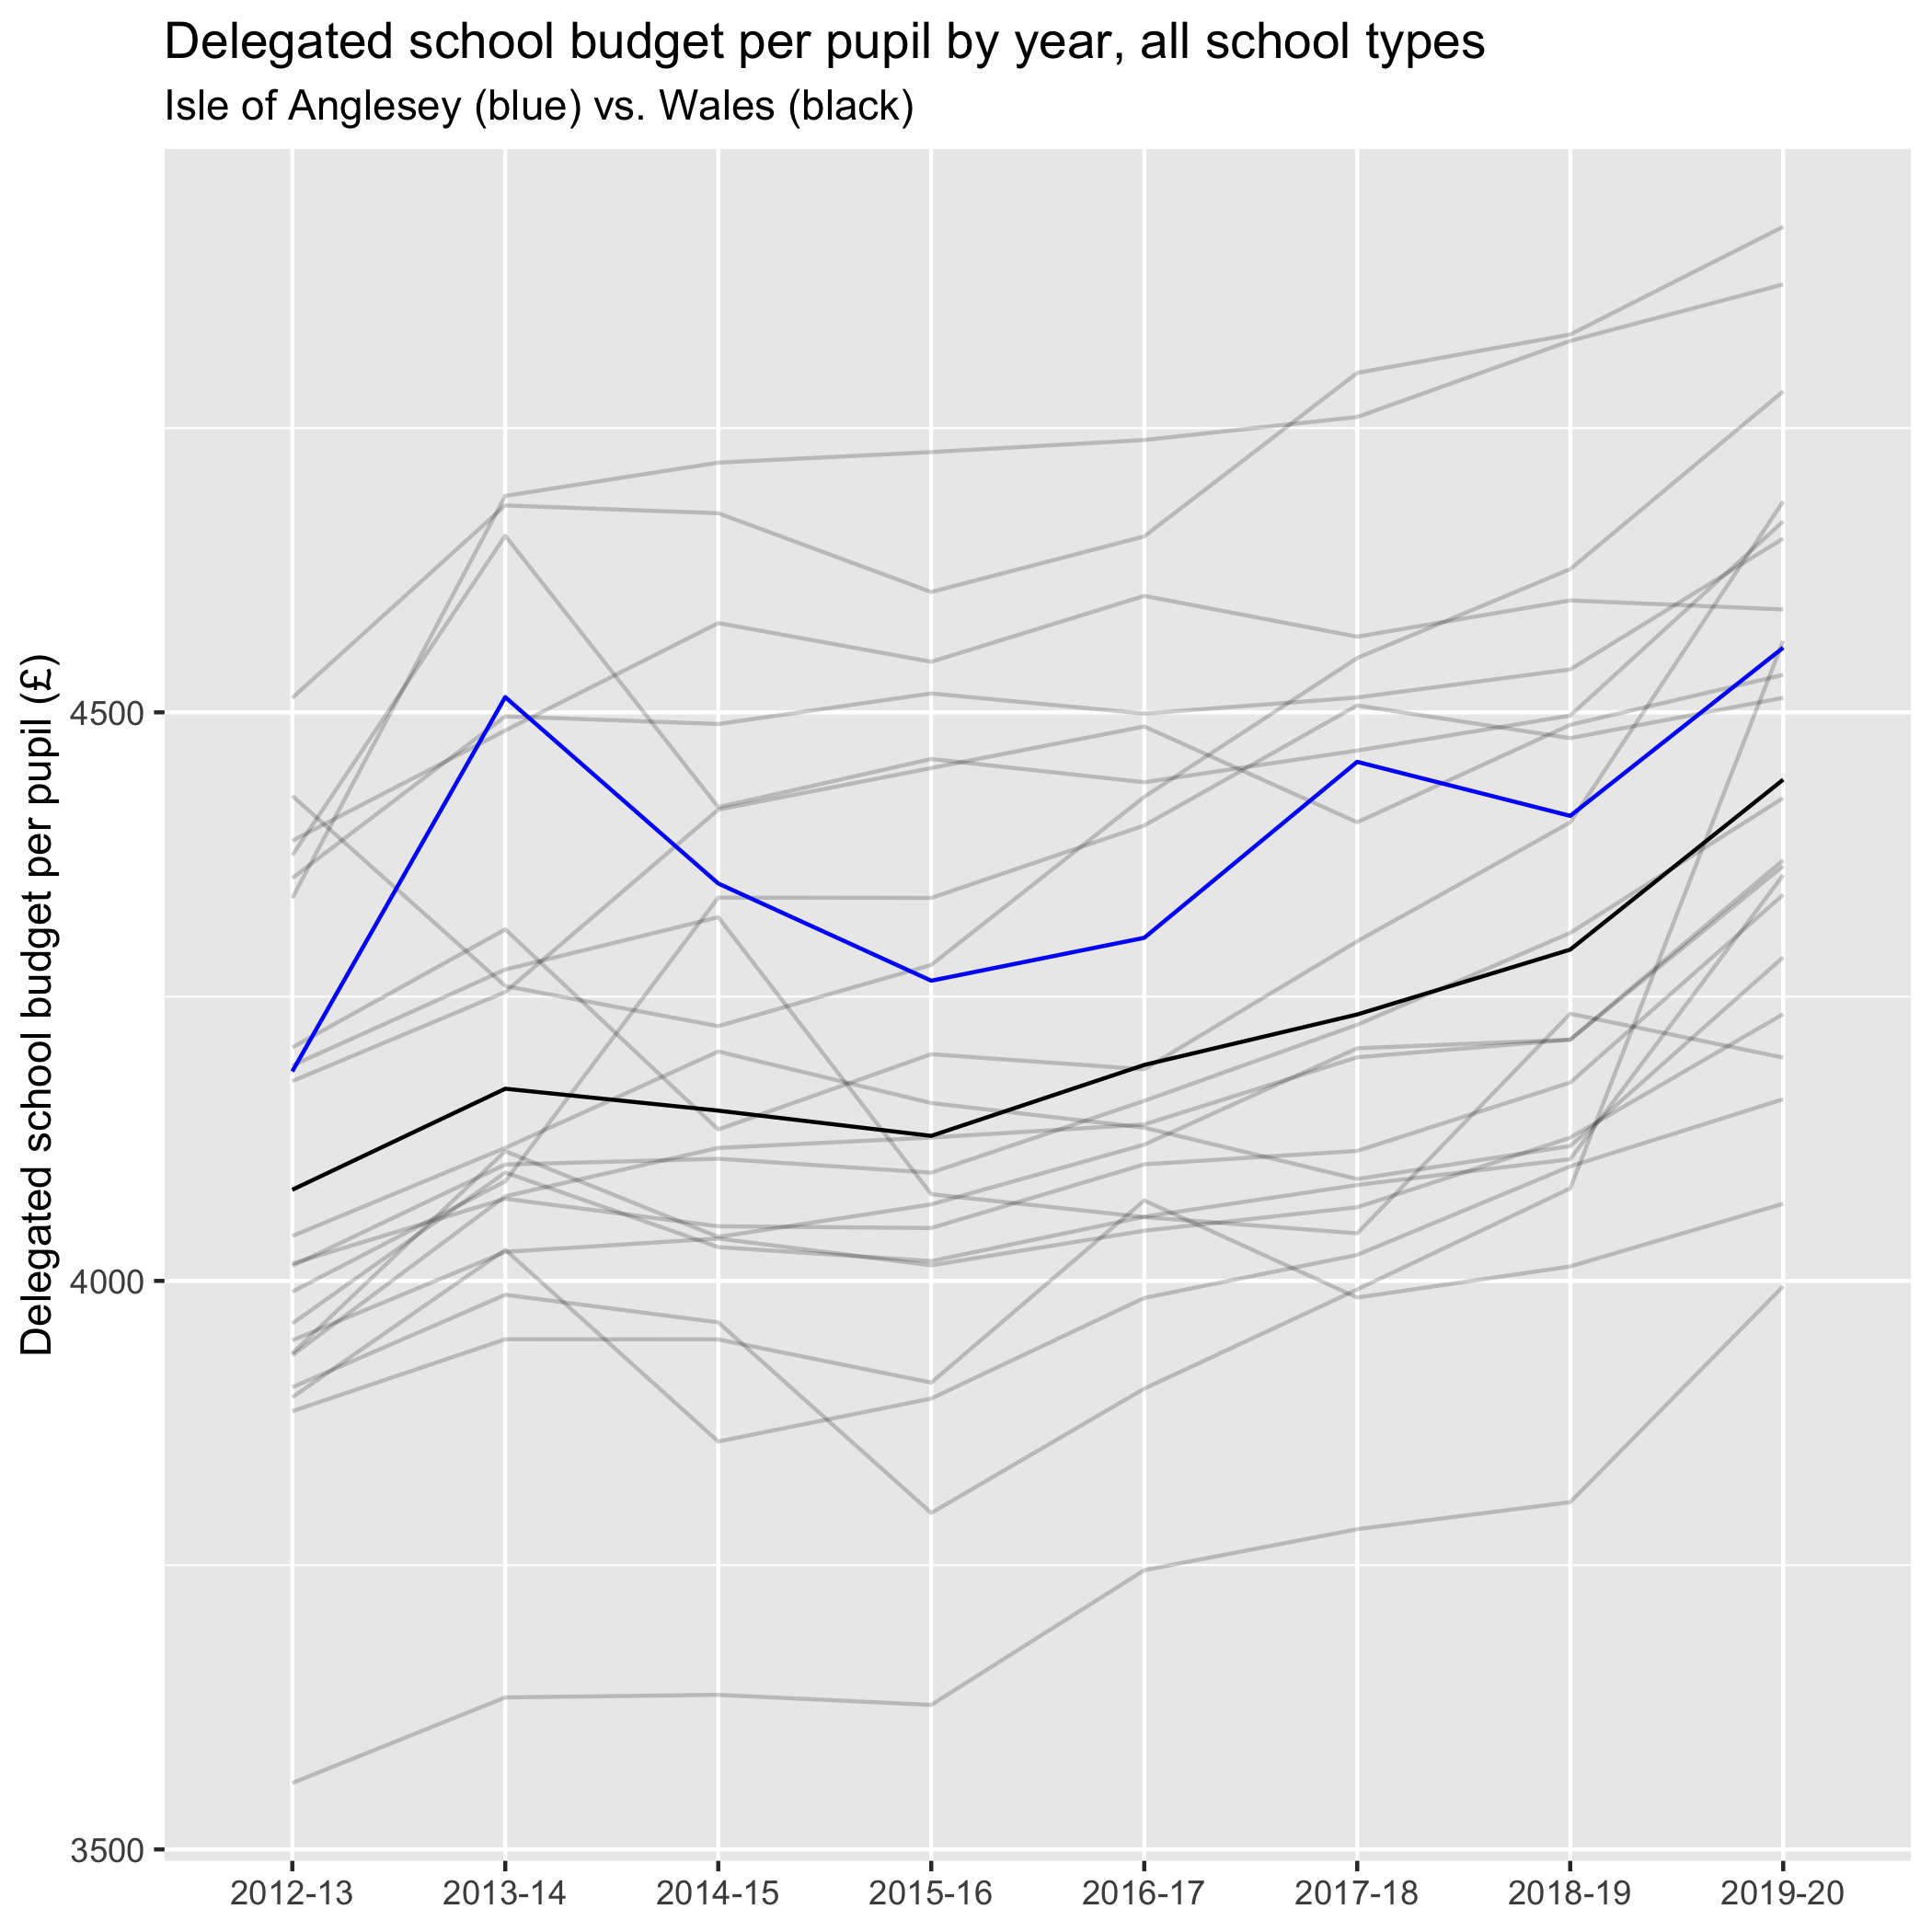 Delegated school budget per pupil by year, all school types
Isle of Anglesey (blue) vs. Wales (black)
Delegated school budget per pupil (£)
4500
4000
3500
2012-13 2013-14 2014-15 2015-16 2016-17 2017-18 2018-19 2019-20